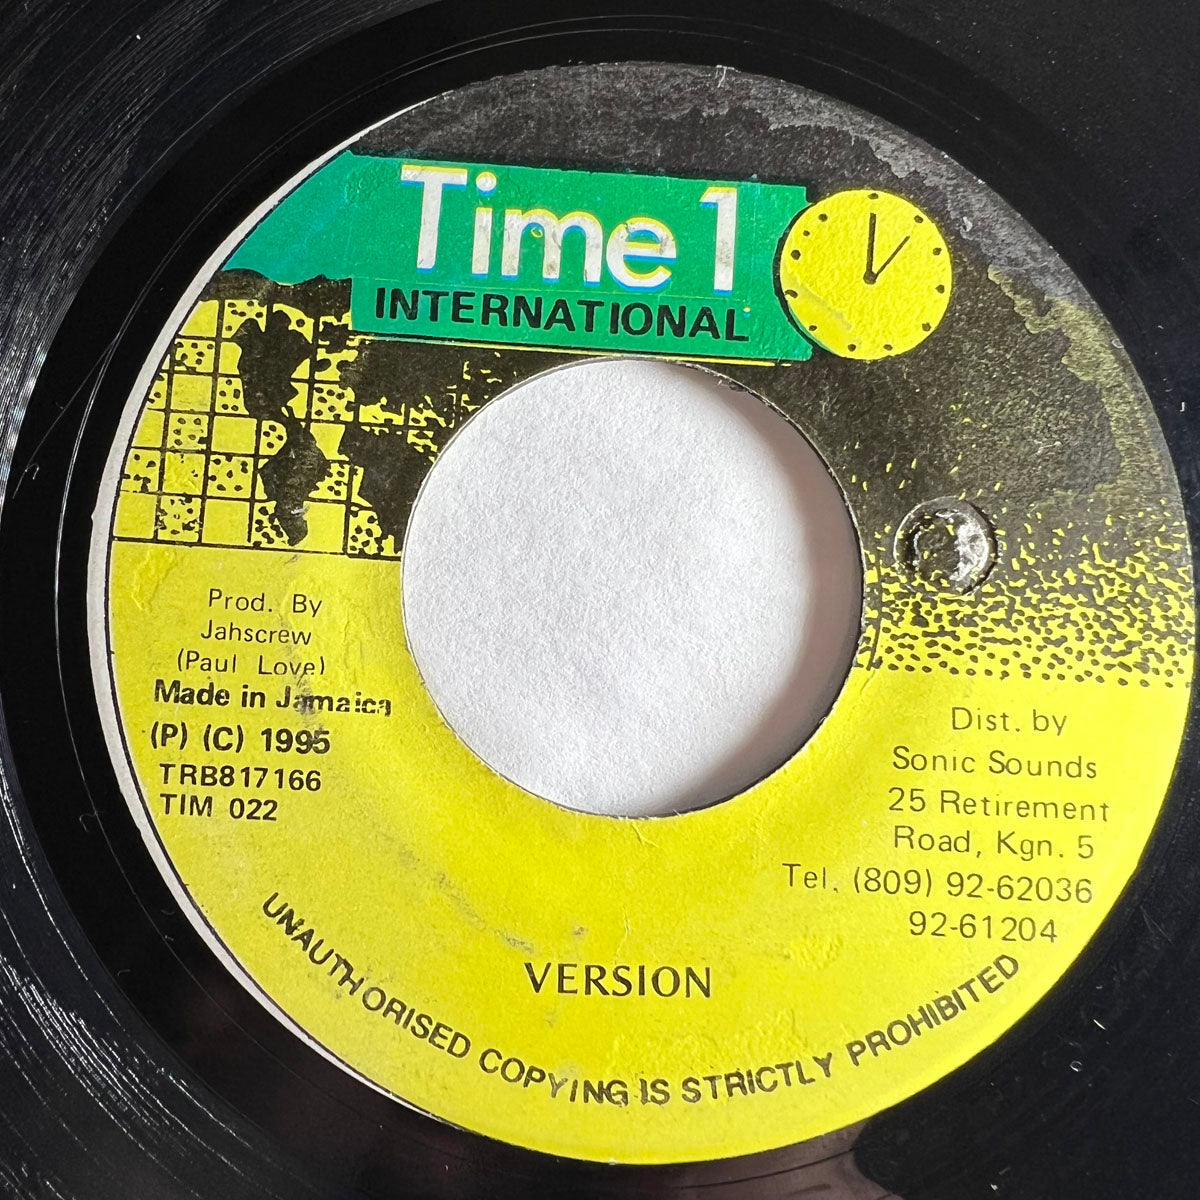 Time 1
INTERNATIONAL
Prod. By
Jahscrew
(Paul Love)
Made in Jamaica
(P) (C) 1995
TRB817166
TIM 022
Dist. by
Sonic Sounds
25 Retirement
Road, Kgn. 5
Tel. (809) 92-62036
92-61204
VERSION
UNAUTHORISED COPYING IS STRICTLY PROHIBITED